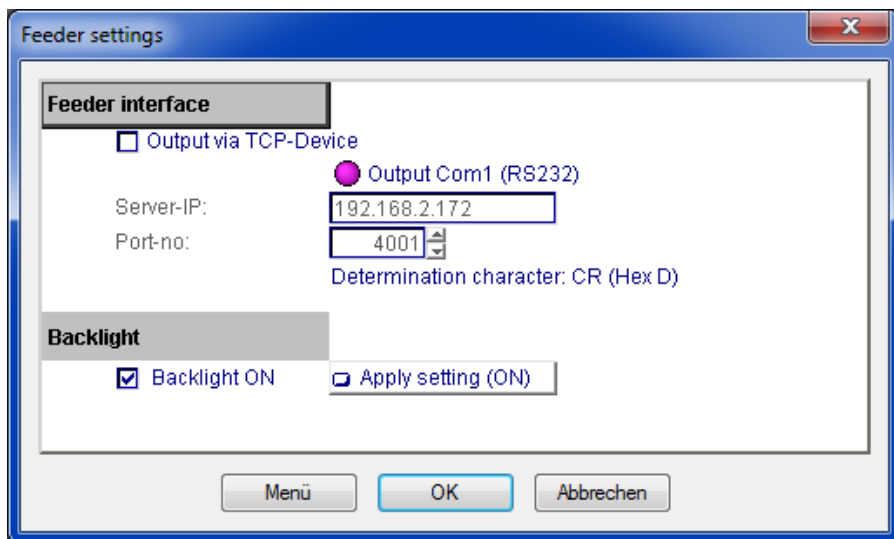 Feeder settings
Feeder interface
Output via TCP-Device
Output Com1 (RS232)
Server-IP: 192.168.2.172
Port-no: 4001
Determination character: CR (Hex D)
Backlight
Backlight ON Apply setting (ON)
Menü OK Abbrechen